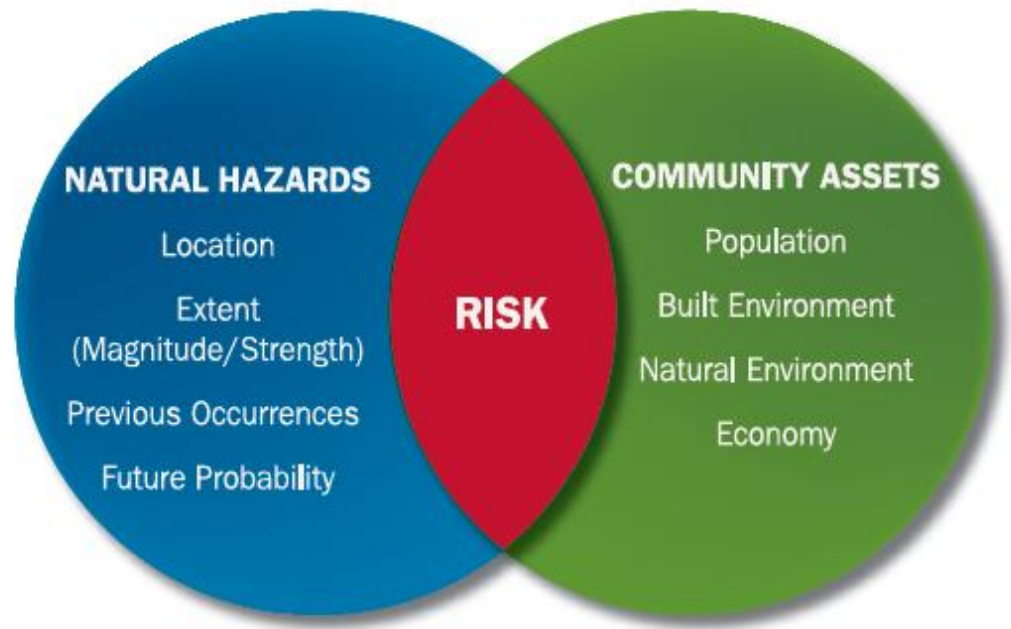 NATURAL HAZARDS
Location
Extent
(Magnitude/Strength)
Previous Occurrences
Future Probability
RISK
COMMUNITY ASSETS
Population
Built Environment
Natural Environment
Economy